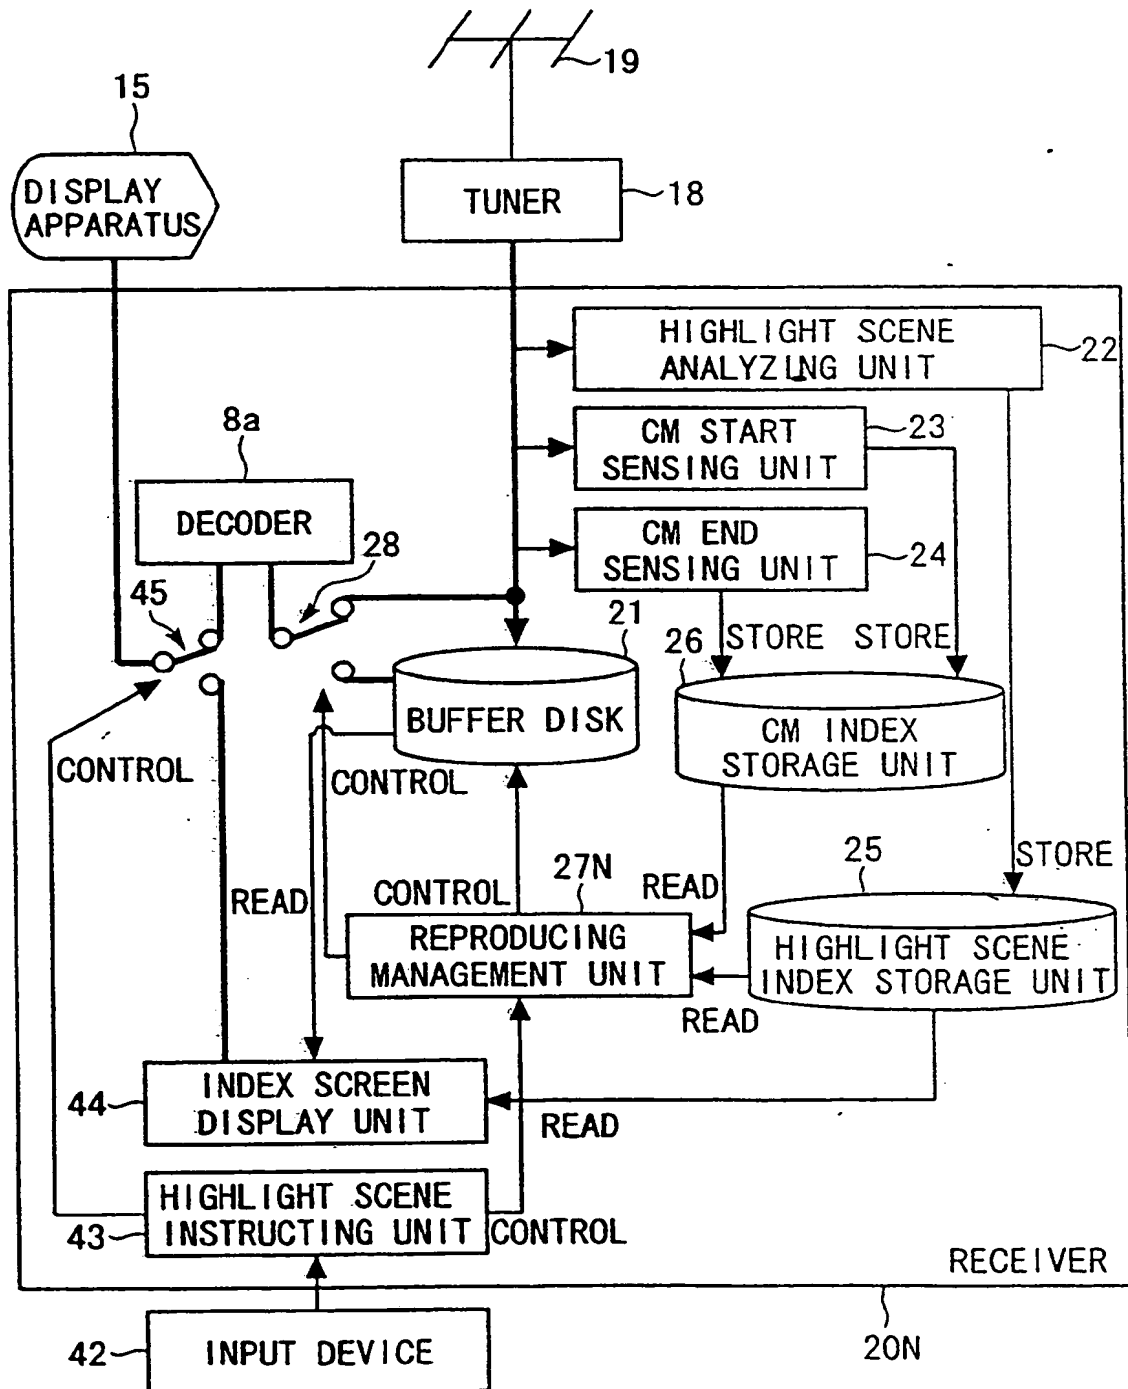 19
15
DISPLAY
APPARATUS
TUNER
18
HIGHLIGHT SCENE
ANALYZING UNIT
22
8a
CM START
SENSING UNIT
23
DECODER
28
CM END
SENSING UNIT
24
45
21
STORE
STORE
26
BUFFER DISK
CM INDEX
STORAGE UNIT
CONTROL
CONTROL
25
STORE
27N
READ
CONTROL
READ
REPRODUCING
MANAGEMENT UNIT
HIGHLIGHT SCENE
INDEX STORAGE UNIT
READ
44
INDEX SCREEN
DISPLAY UNIT
READ
43
HIGHLIGHT SCENE
INSTRUCTING UNIT
CONTROL
RECEIVER
42
INPUT DEVICE
20N